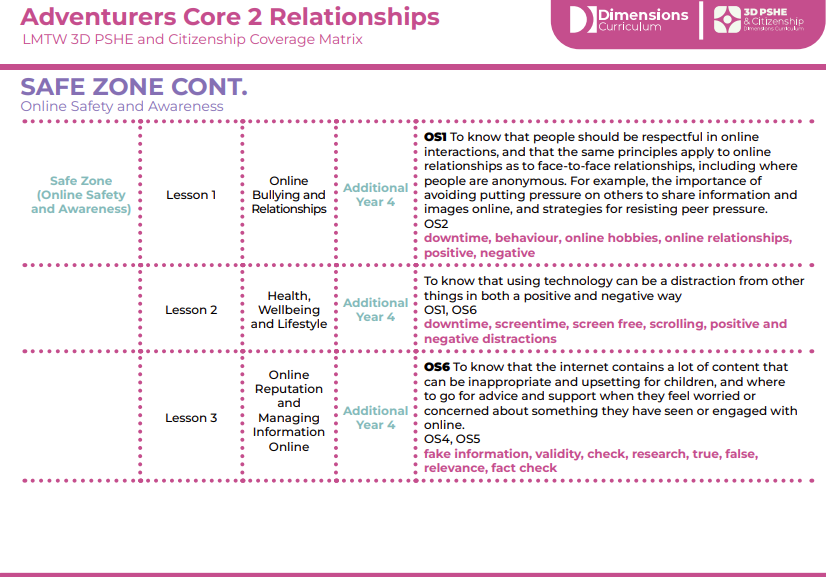 Adventurers Core 2 Relationships
LMTW 3D PSHE and Citizenship Coverage Matrix
Dimensions
Curriculum
3D PSHE
& Citizenship
Dimensions Curriculum
SAFE ZONE CONT.
Online Safety and Awareness
Safe Zone
(Online Safety
and Awareness)
Lesson 1
Online
Bullying and
Relationships
Additional
Year 4
OS1 To know that people should be respectful in online
interactions, and that the same principles apply to online
relationships as to face-to-face relationships, including where
people are anonymous. For example, the importance of
avoiding putting pressure on others to share information and
images online, and strategies for resisting peer pressure.
OS2
downtime, behaviour, online hobbies, online relationships,
positive, negative
Lesson 2
Health,
Wellbeing
and Lifestyle
Additional
Year 4
To know that using technology can be a distraction from other
things in both a positive and negative way
OS1, OS6
downtime, screentime, screen free, scrolling, positive and
negative distractions
Lesson 3
Online
Reputation
and
Managing
Information
Online
Additional
Year 4
OS6 To know that the internet contains a lot of content that
can be inappropriate and upsetting for children, and where
to go for advice and support when they feel worried or
concerned about something they have seen or engaged with
online.
OS4, OS5
fake information, validity, check, research, true, false,
relevance, fact check